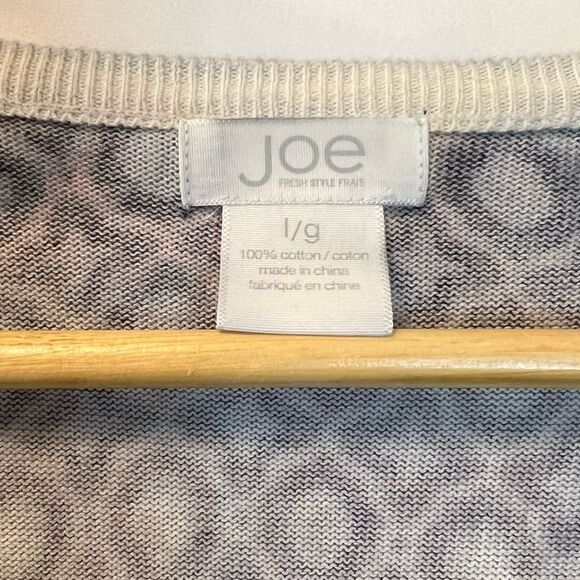 joe
FRESH STYLE FRAIS
l/g
100% cotton / coton
made in china
fabriqué en chine